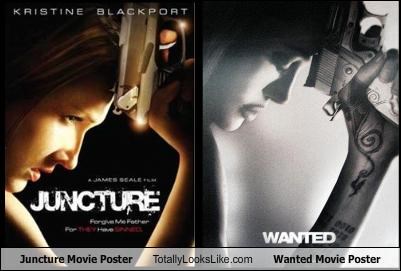 KRISTINE BLACKPORT
A JAMES SEALE FILM
JUNCTURE
Forgive Me Father
For THEY Have SINNED.
WANTED
Juncture Movie Poster
TotallyLooksLike.com
Wanted Movie Poster